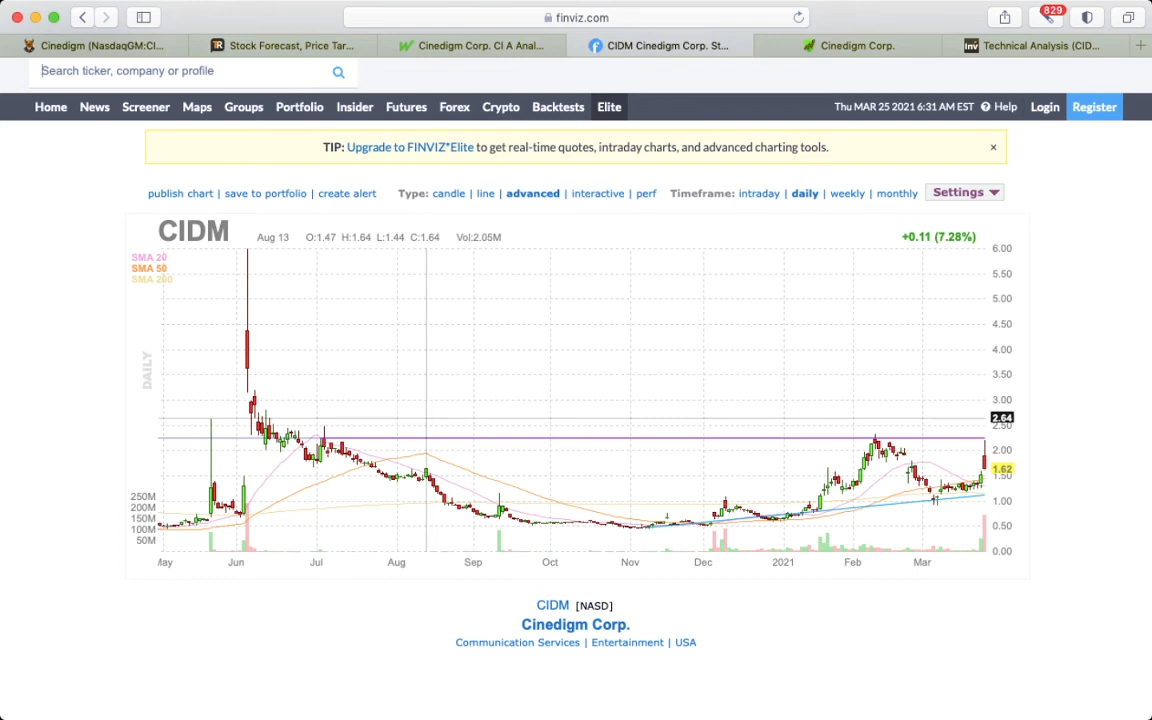 finviz.com
829
Cinedigm (NasdaqGM:CI...
Stock Forecast, Price Tar...
Cinedigm Corp. Cl A Anal...
CIDM Cinedigm Corp. St...
Cinedigm Corp.
Inv Technical Analysis (CID...
Search ticker, company or profile
Home News Screener Maps Groups Portfolio Insider Futures Forex Crypto Backtests Elite Thu MAR 25 2021 6:31 AM EST Help Login Register
TIP: Upgrade to FINVIZ*Elite to get real-time quotes, intraday charts, and advanced charting tools. ×
publish chart | save to portfolio | create alert Type: candle | line | advanced | interactive | perf Timeframe: intraday | daily | weekly | monthly Settings
CIDM Aug 13 O:1.47 H:1.64 L:1.44 C:1.64 Vol:2.05M +0.11 (7.28%)
SMA 20
SMA 50
SMA 200
DAILY
6.00
5.50
5.00
4.50
4.00
3.50
3.00
2.64
2.50
2.00
1.62
1.50
1.00
0.50
0.00
250M
200M
150M
100M
50M
May Jun Jul Aug Sep Oct Nov Dec 2021 Feb Mar
CIDM [NASD]
Cinedigm Corp.
Communication Services | Entertainment | USA